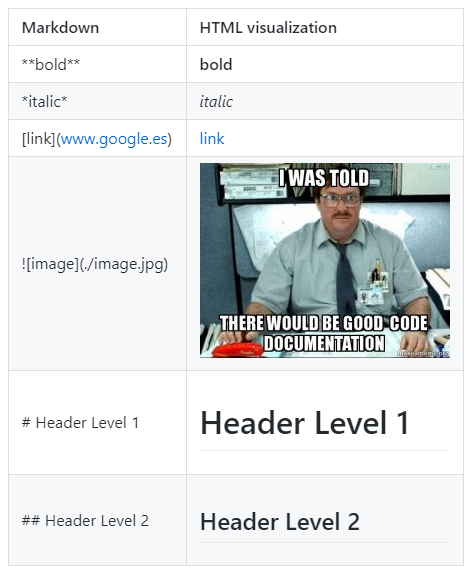 Markdown HTML visualization
**bold** bold
*italic* italic
[link](www.google.es) link
I WAS TOLD
![image](./image.jpg)
THERE WOULD BE GOOD CODE
DOCUMENTATION
# Header Level 1 Header Level 1
## Header Level 2 Header Level 2